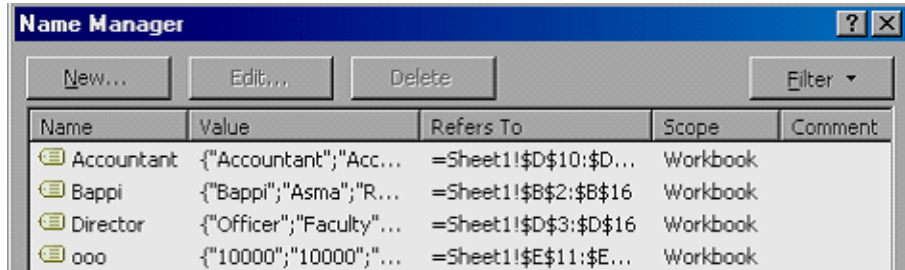 Name Manager
New... Edit... Delete Filter
Name Value Refers To Scope Comment
Accountant {"Accountant";"Acc... =Sheet1!$D$10:$D... Workbook
Bappi {"Bappi";"Asma";"R... =Sheet1!$B$2:$B$16 Workbook
Director {"Officer";"Faculty"... =Sheet1!$D$3:$D$16 Workbook
ooo {"10000";"10000";"... =Sheet1!$E$11:$E... Workbook